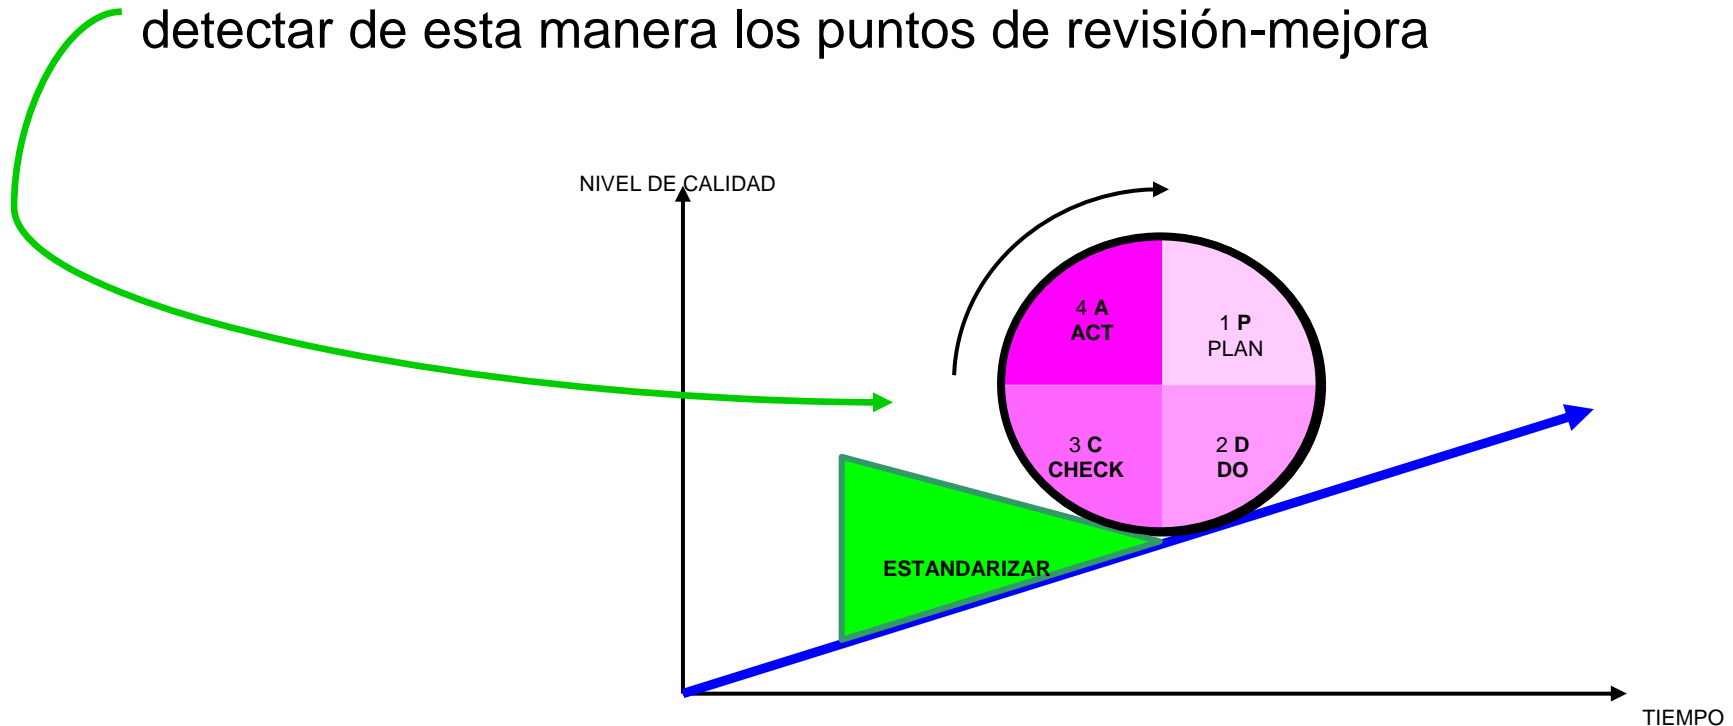 detectar de esta manera los puntos de revisión-mejora
NIVEL DE CALIDAD
4 A
ACT
1 P
PLAN
3 C
CHECK
2 D
DO
ESTANDARIZAR
TIEMPO